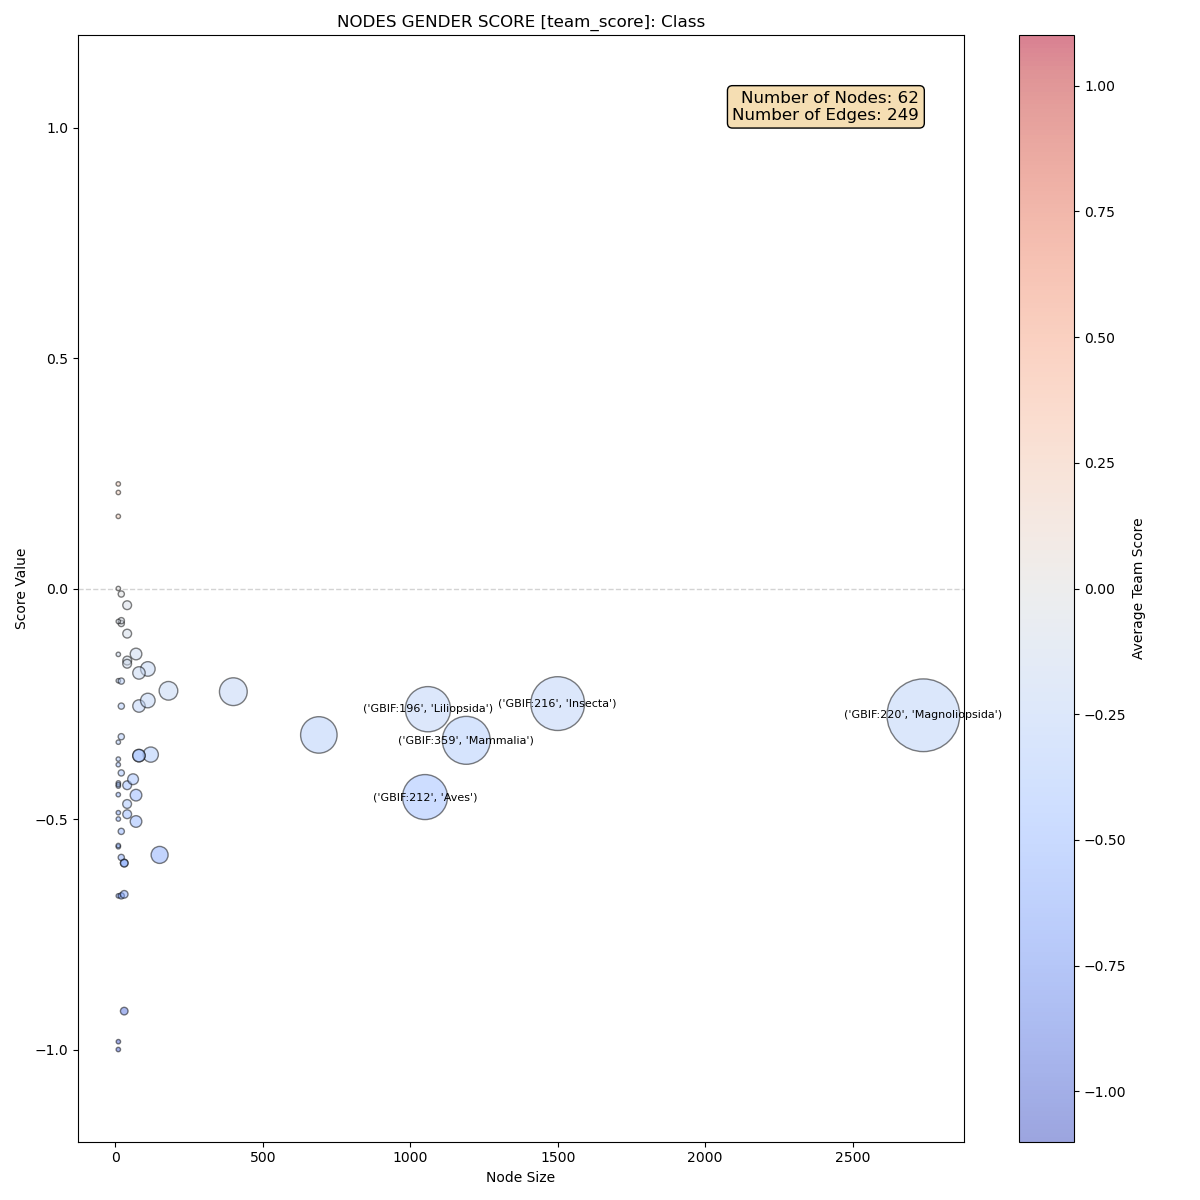 NODES GENDER SCORE [team_score]: Class
Number of Nodes: 62
Number of Edges: 249
1.0
0.5
0.0
−0.5
−1.0
Score Value
('GBIF:196', 'Liliopsida')
('GBIF:216', 'Insecta')
('GBIF:220', 'Magnoliopsida')
('GBIF:359', 'Mammalia')
('GBIF:212', 'Aves')
0
500
1000
1500
2000
2500
Node Size
1.00
0.75
0.50
0.25
0.00
−0.25
−0.50
−0.75
−1.00
Average Team Score